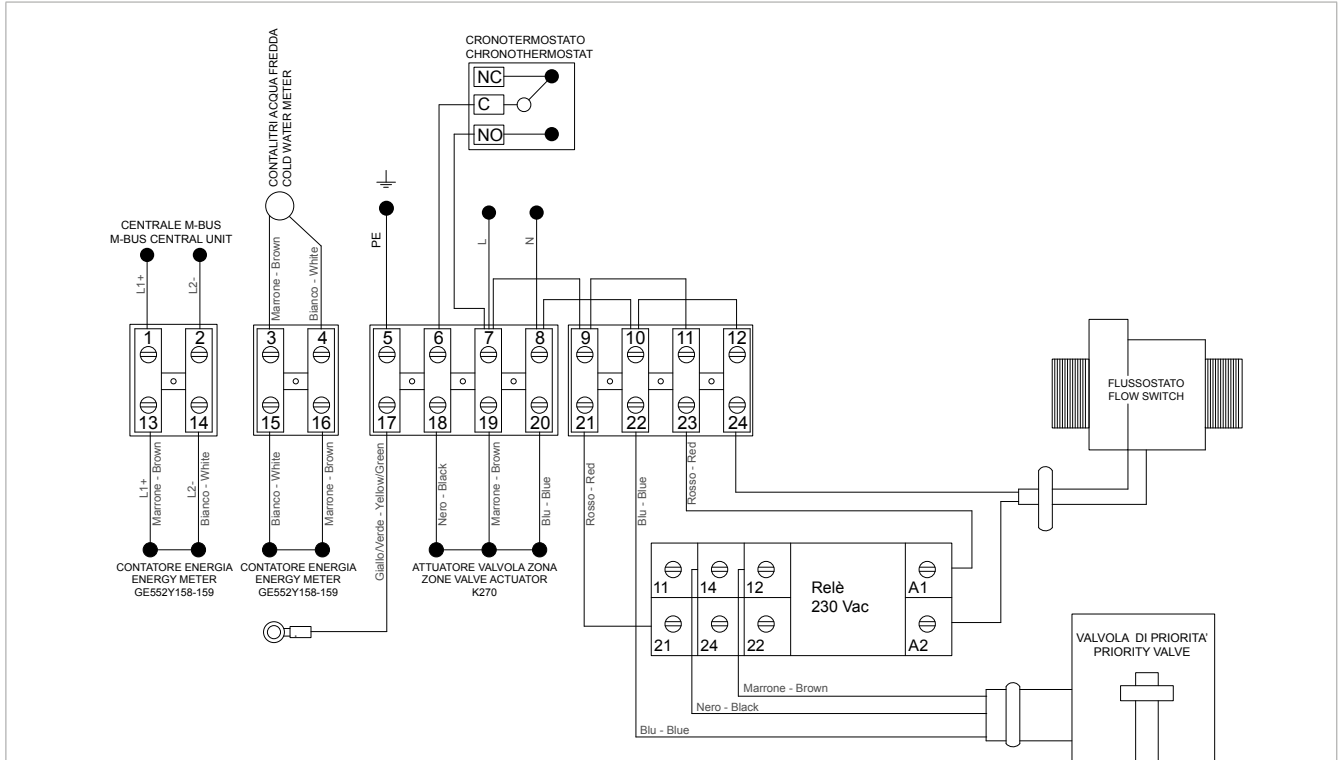 CRONOTERMOSTATO
CHRONOTHERMOSTAT
NC
C
NO
CONTALITRI ACQUA FREDDA
COLD WATER METER
CENTRALE M-BUS
M-BUS CENTRAL UNIT
L1+
L2-
Marrone - Brown
Bianco - White
PE
L
N
1
2
3
4
5
6
7
8
9
10
11
12
13
14
15
16
17
18
19
20
21
22
23
24
L1+
Marrone - Brown
L2-
Bianco - White
Bianco - White
Marrone - Brown
Giallo/Verde - Yellow/Green
Nero - Black
Marrone - Brown
Blu - Blue
Rosso - Red
Blu - Blue
Rosso - Red
FLUSSOSTATO
FLOW SWITCH
CONTATORE ENERGIA
ENERGY METER
GE552Y158-159
CONTATORE ENERGIA
ENERGY METER
GE552Y158-159
ATTUATORE VALVOLA ZONA
ZONE VALVE ACTUATOR
K270
11
14
12
Relè
230 Vac
A1
21
24
22
A2
VALVOLA DI PRIORITA'
PRIORITY VALVE
Marrone - Brown
Nero - Black
Blu - Blue